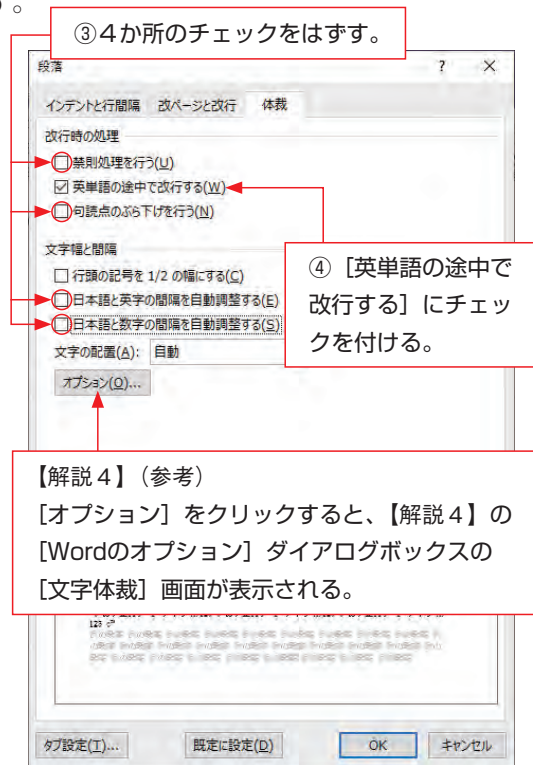 。
③4か所のチェックをはずす。
段落
? ×
インデントと行間隔 改ページと改行 体裁
改行時の処理
禁則処理を行う(U)
英単語の途中で改行する(W)
句読点のぶら下げを行う(N)
文字幅と間隔
行頭の記号を 1/2 の幅にする(C)
日本語と英字の間隔を自動調整する(E)
日本語と数字の間隔を自動調整する(S)
④[英単語の途中で
改行する]にチェッ
クを付ける。
文字の配置(A): 自動
オプション(O)...
【解説4】(参考)
[オプション]をクリックすると、【解説4】の
[Wordのオプション]ダイアログボックスの
[文字体裁]画面が表示される。
タブ設定(T)... 既定に設定(D) OK キャンセル